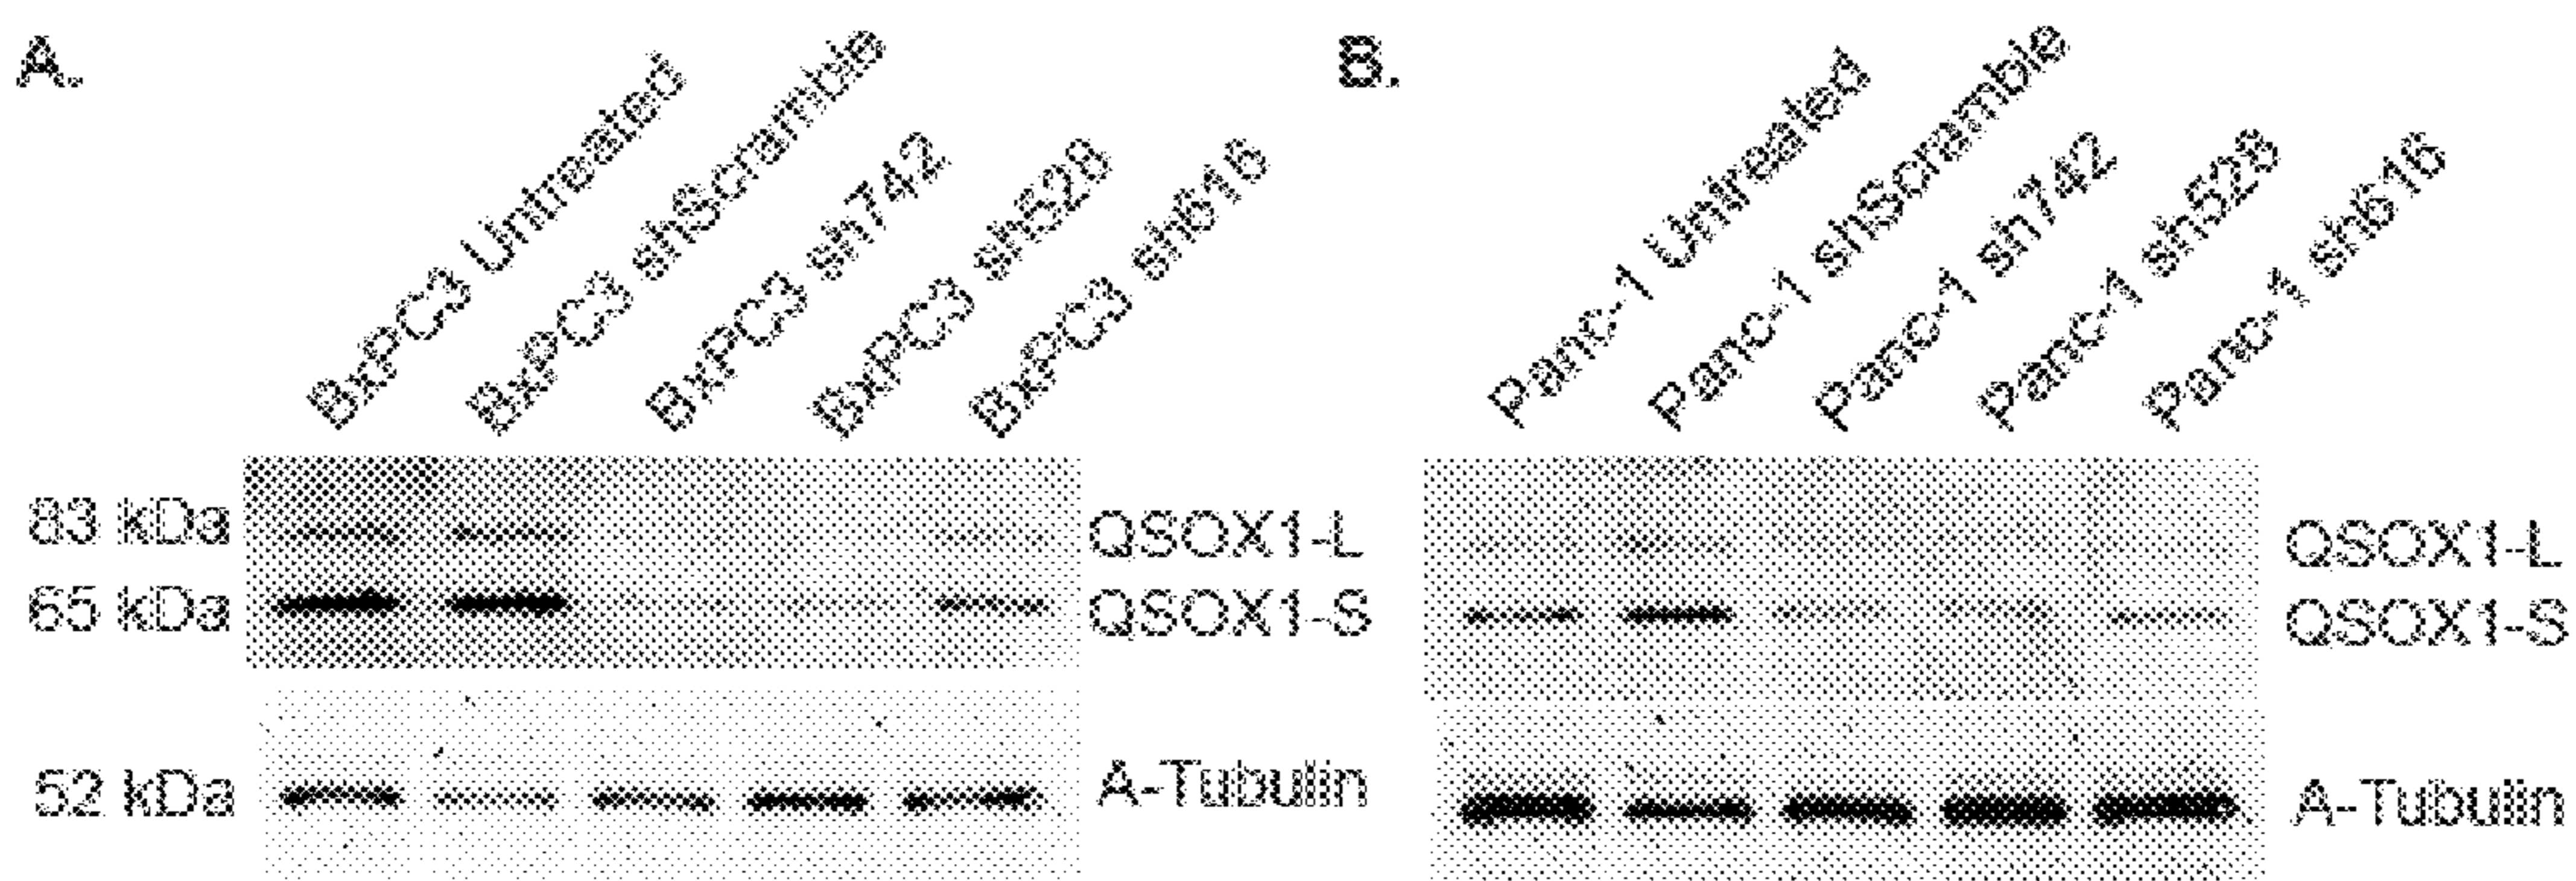 A.
BxPC3 Untreated
BxPC3 shScramble
BxPC3 sh742
BxPC3 sh528
BxPC3 sh616
83 kDa
QSOX1-L
65 kDa
QSOX1-S
52 kDa
A-Tubulin
B.
Panc-1 Untreated
Panc-1 shScramble
Panc-1 sh742
Panc-1 sh528
Panc-1 sh616
QSOX1-L
QSOX1-S
A-Tubulin